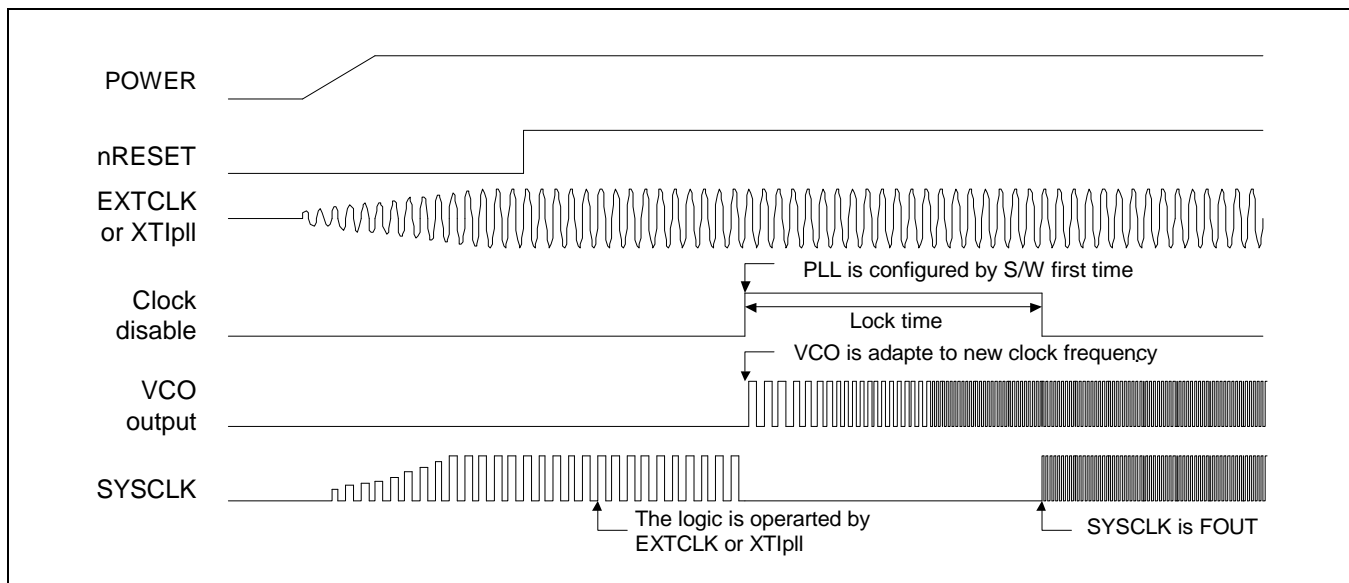 POWER
nRESET
EXTCLK
or XTIpll
PLL is configured by S/W first time
Clock
disable
Lock time
VCO is adapte to new clock frequency
VCO
output
SYSCLK
The logic is operarted by
EXTCLK or XTIpll
SYSCLK is FOUT